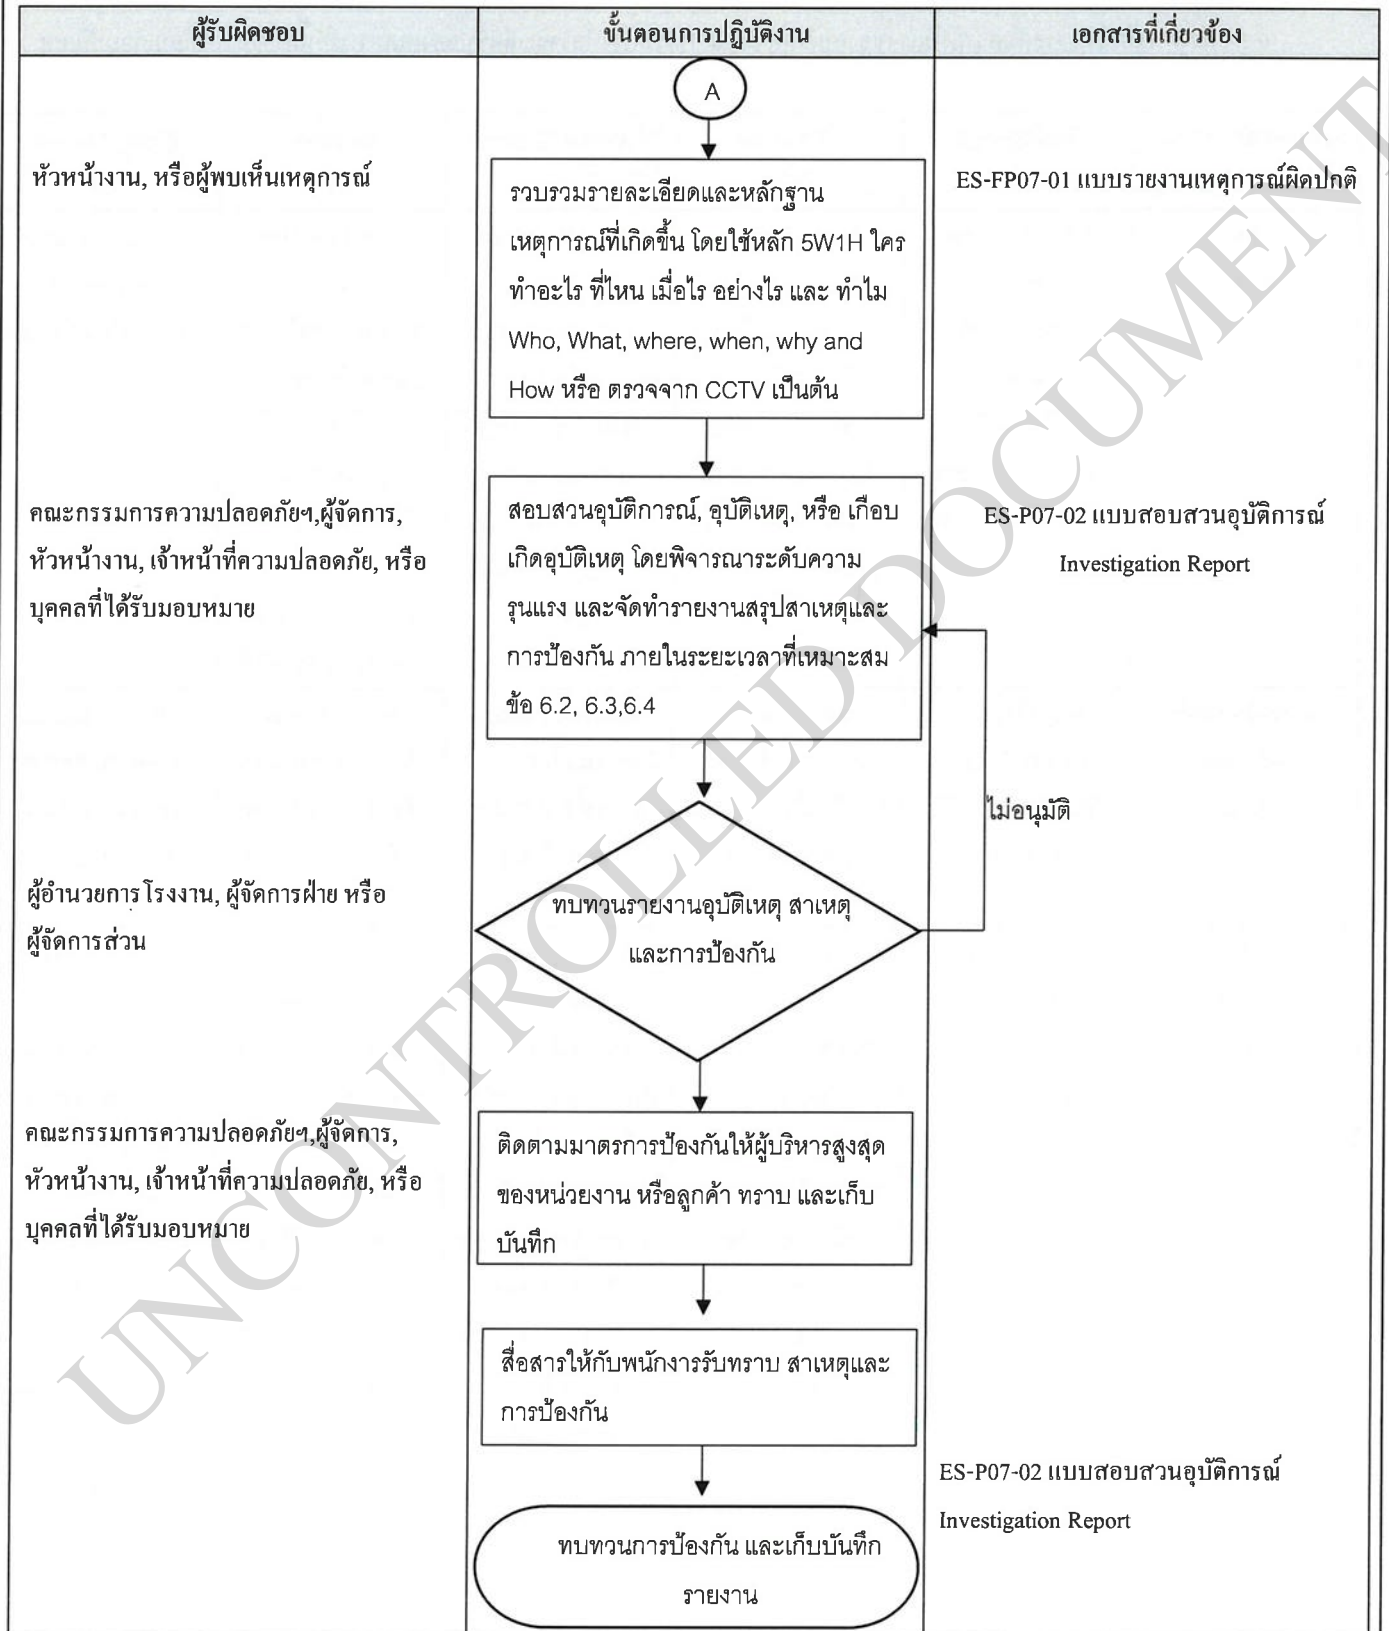 ผู้รับผิดชอบ
ขั้นตอนการปฏิบัติงาน
เอกสารที่เกี่ยวข้อง
A
หัวหน้างาน, หรือผู้พบเห็นเหตุการณ์
รวบรวมรายละเอียดและหลักฐาน
เหตุการณ์ที่เกิดขึ้น โดยใช้หลัก 5W1H ใคร
ทำอะไร ที่ไหน เมื่อไร อย่างไร และ ทำไม
Who, What, where, when, why and
How หรือ ตรวจจาก CCTV เป็นต้น
ES-FP07-01 แบบรายงานเหตุการณ์ผิดปกติ
คณะกรรมการความปลอดภัยฯ,ผู้จัดการ,
หัวหน้างาน, เจ้าหน้าที่ความปลอดภัย, หรือ
บุคคลที่ได้รับมอบหมาย
สอบสวนอุบัติการณ์, อุบัติเหตุ, หรือ เกือบ
เกิดอุบัติเหตุ โดยพิจารณาระดับความ
รุนแรง และจัดทำรายงานสรุปสาเหตุและ
การป้องกัน ภายในระยะเวลาที่เหมาะสม
ข้อ 6.2, 6.3,6.4
ES-P07-02 แบบสอบสวนอุบัติการณ์
Investigation Report
ไม่อนุมัติ
ผู้อำนวยการโรงงาน, ผู้จัดการฝ่าย หรือ
ผู้จัดการส่วน
ทบทวนรายงานอุบัติเหตุ สาเหตุ
และการป้องกัน
คณะกรรมการความปลอดภัยฯ,ผู้จัดการ,
หัวหน้างาน, เจ้าหน้าที่ความปลอดภัย, หรือ
บุคคลที่ได้รับมอบหมาย
ติดตามมาตรการป้องกันให้ผู้บริหารสูงสุด
ของหน่วยงาน หรือลูกค้า ทราบ และเก็บ
บันทึก
สื่อสารให้กับพนักงารรับทราบ สาเหตุและ
การป้องกัน
ES-P07-02 แบบสอบสวนอุบัติการณ์
Investigation Report
ทบทวนการป้องกัน และเก็บบันทึก
รายงาน
UNCONTROLLED DOCUMENT